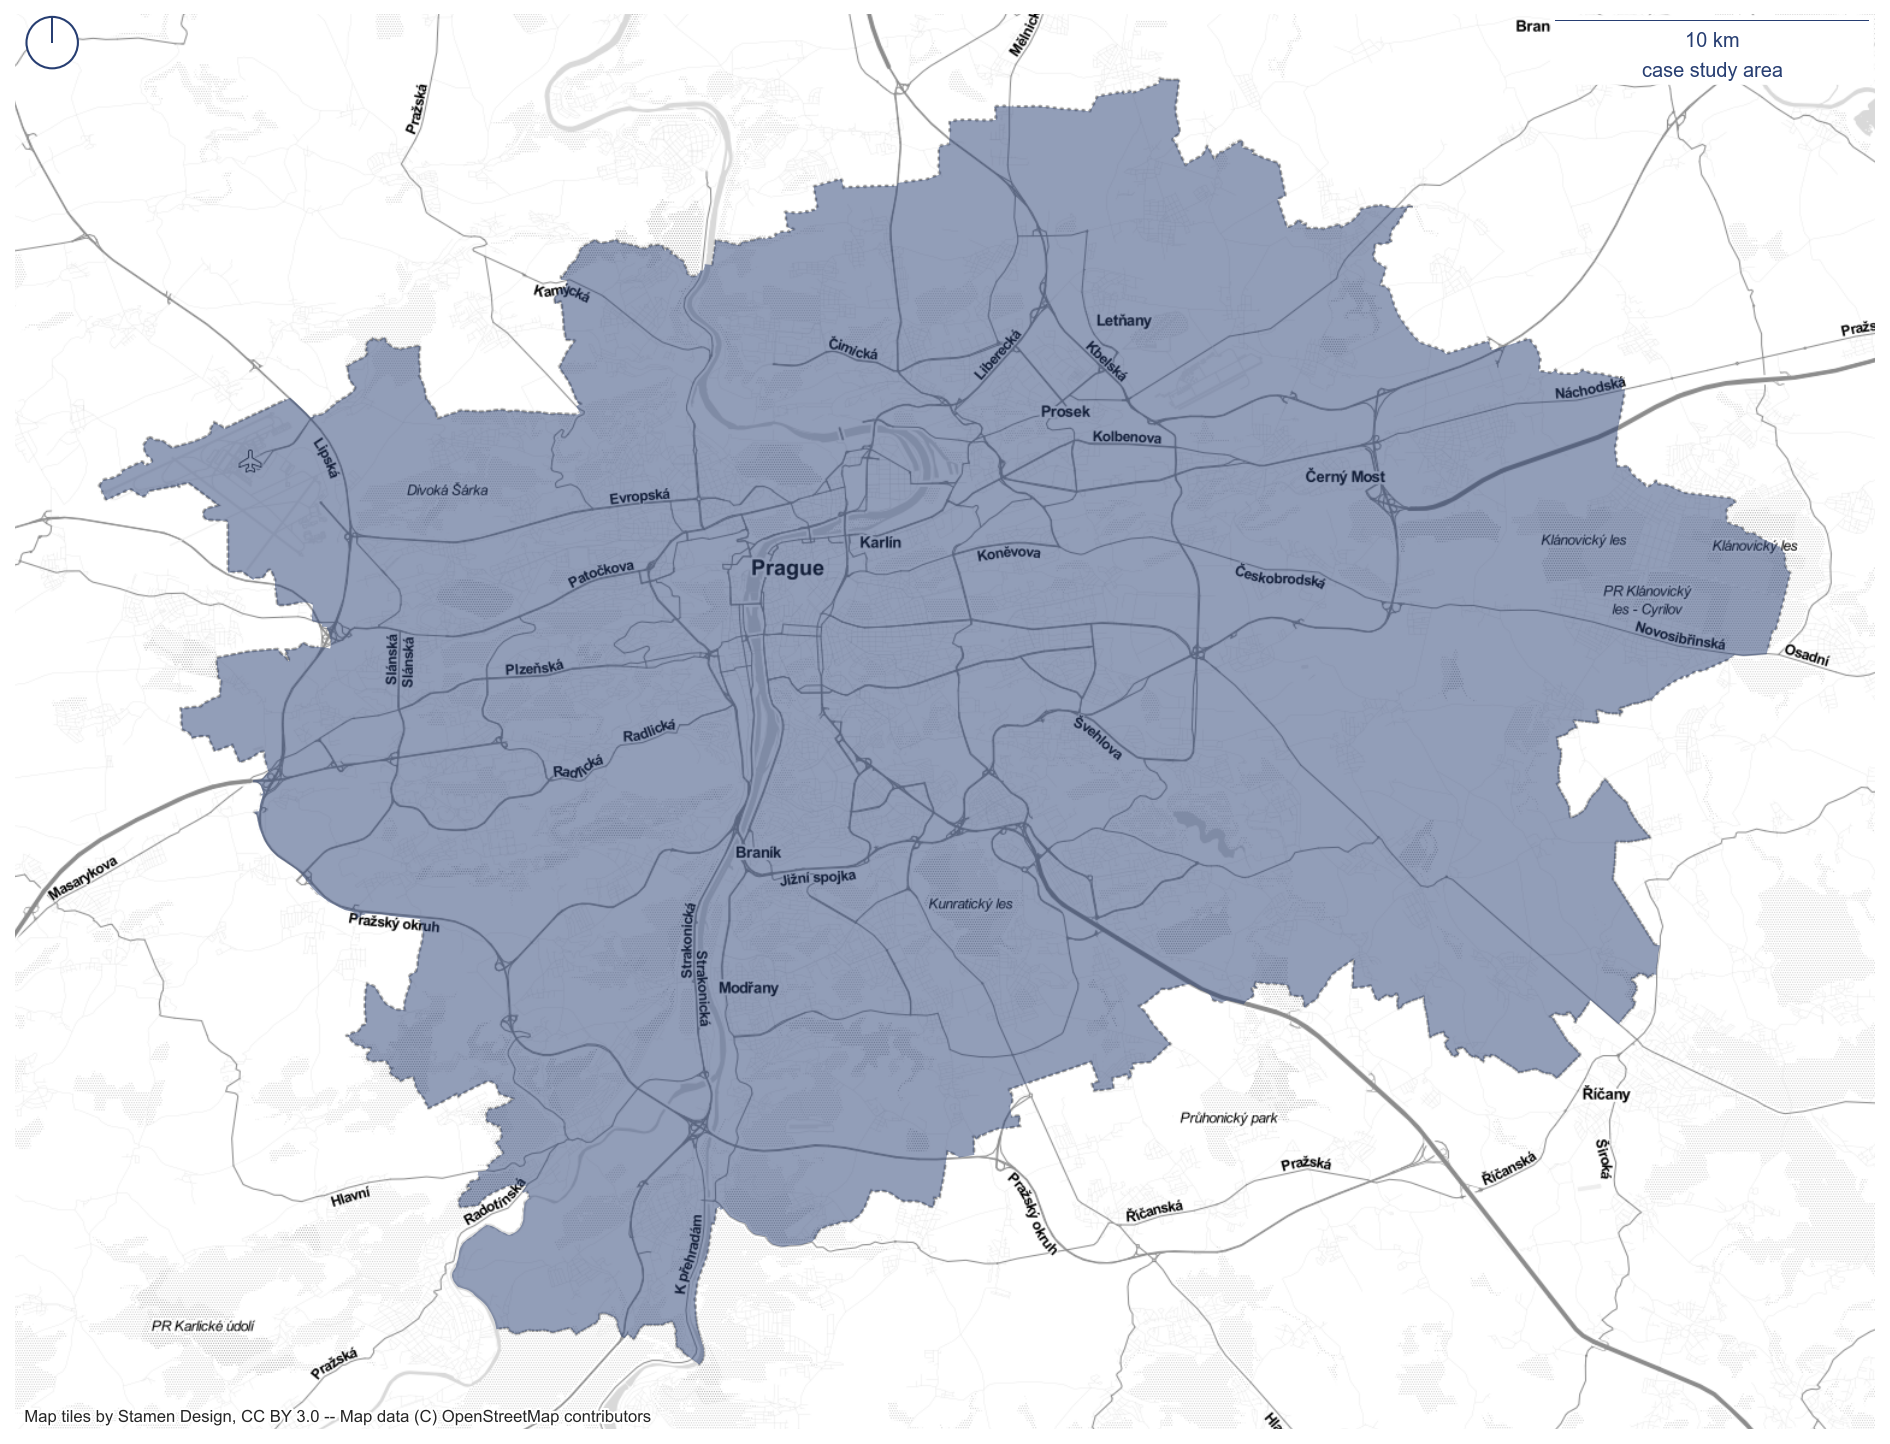 Bran
10 km
case study area
Mělnick
Pražská
Kamýcká
Letňany
Pražs
Čimická
Liberecká
Kbelská
Náchodská
Prosek
Kolbenova
Lipská
Černý Most
Divoká Šárka
Evropská
Karlín
Koněvova
Klánovický les
Klánovický les
Prague
Patočkova
Českobrodská
PR Klánovický
les - Cyrilov
Novosibřinská
Osadní
Slánská
Slánská
Plzeňská
Radlická
Radlická
Švehlova
Braník
Jižní spojka
Masarykova
Kunratický les
Pražský okruh
Strakonická
Strakonická
Modřany
Říčany
Průhonický park
Široká
Pražská
Říčanská
Hlavní
Radotínská
Pražský okruh
Říčanská
K přehradám
PR Karlické údolí
Pražská
Hla
Map tiles by Stamen Design, CC BY 3.0 -- Map data (C) OpenStreetMap contributors